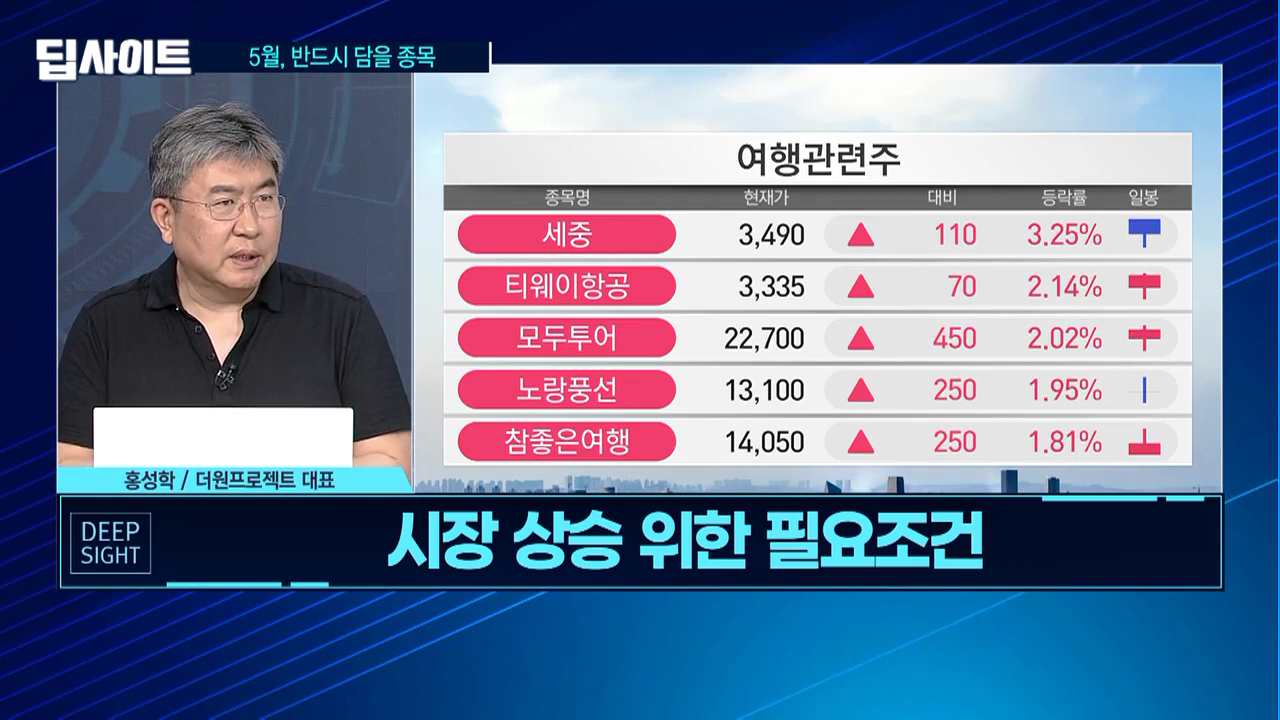 딥사이트
5월, 반드시 담을 종목
여행관련주
종목명 현재가 대비 등락률 일봉
세중 3,490 ▲ 110 3.25%
티웨이항공 3,335 ▲ 70 2.14%
모두투어 22,700 ▲ 450 2.02%
노랑풍선 13,100 ▲ 250 1.95%
참좋은여행 14,050 ▲ 250 1.81%
홍성학 / 더원프로젝트 대표
DEEP
SIGHT
시장 상승 위한 필요조건